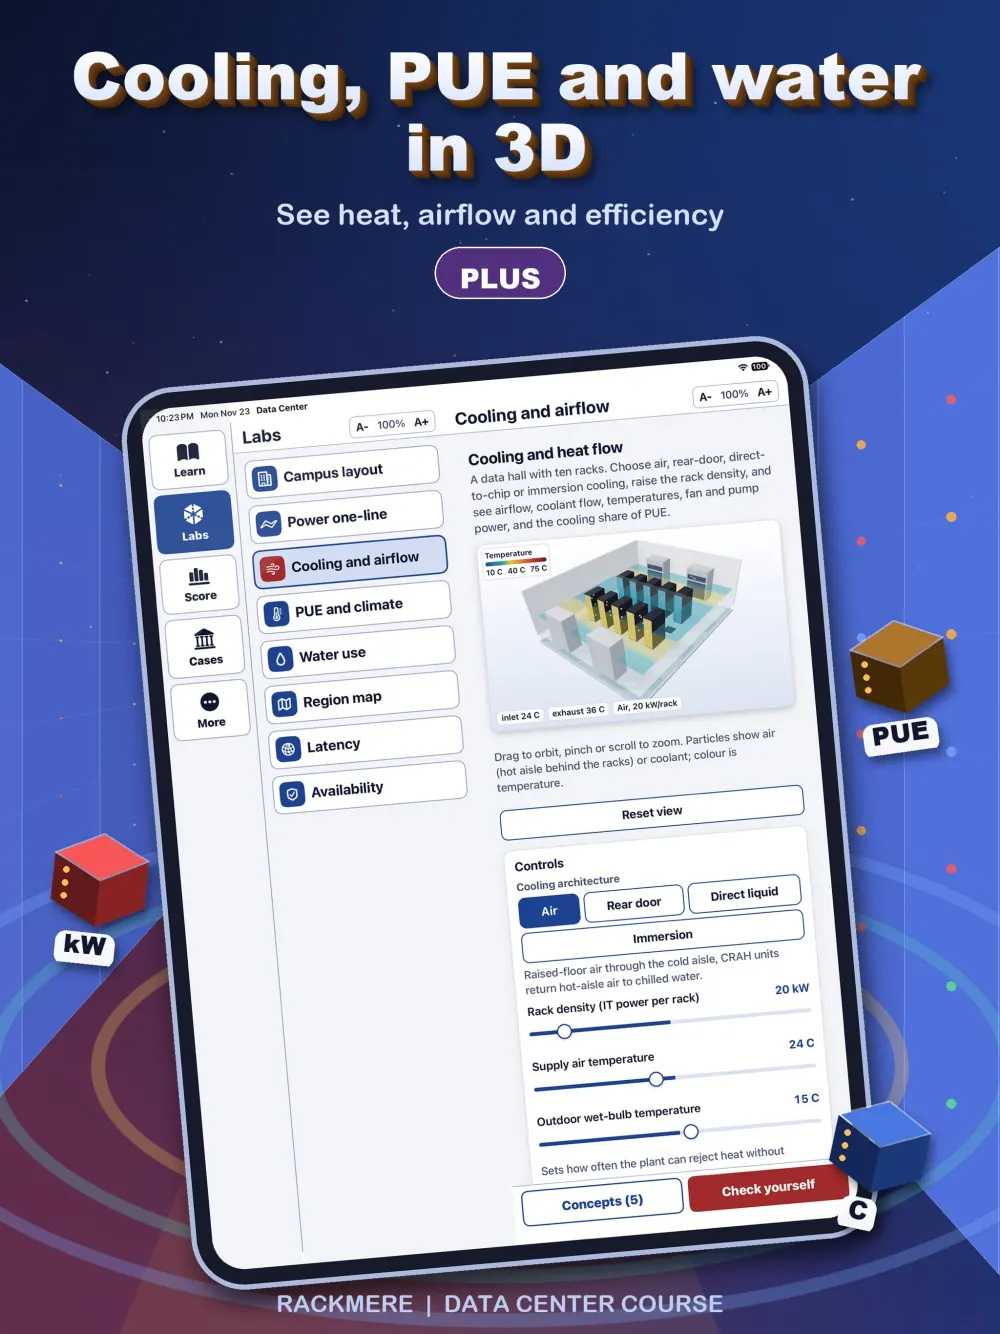 Cooling, PUE and water
in 3D
See heat, airflow and efficiency
PLUS
10:23 PM Mon Nov 23 Data Center
100
Learn
Labs
Score
Cases
More
Labs
A- 100% A+
Campus layout
Power one-line
Cooling and airflow
PUE and climate
Water use
Region map
Latency
Availability
Cooling and airflow
A- 100% A+
Cooling and heat flow
A data hall with ten racks. Choose air, rear-door, direct-
to-chip or immersion cooling, raise the rack density, and
see airflow, coolant flow, temperatures, fan and pump
power, and the cooling share of PUE.
Temperature
10 C 40 C 75 C
inlet 24 C exhaust 36 C Air, 20 kW/rack
Drag to orbit, pinch or scroll to zoom. Particles show air
(hot aisle behind the racks) or coolant; colour is
temperature.
Reset view
Controls
Cooling architecture
Air
Rear door
Direct liquid
Immersion
Raised-floor air through the cold aisle, CRAH units
return hot-aisle air to chilled water.
Rack density (IT power per rack) 20 kW
Supply air temperature 24 C
Outdoor wet-bulb temperature 15 C
Sets how often the plant can reject heat without
Concepts (5)
Check yourself
PUE
kW
C
RACKMERE | DATA CENTER COURSE